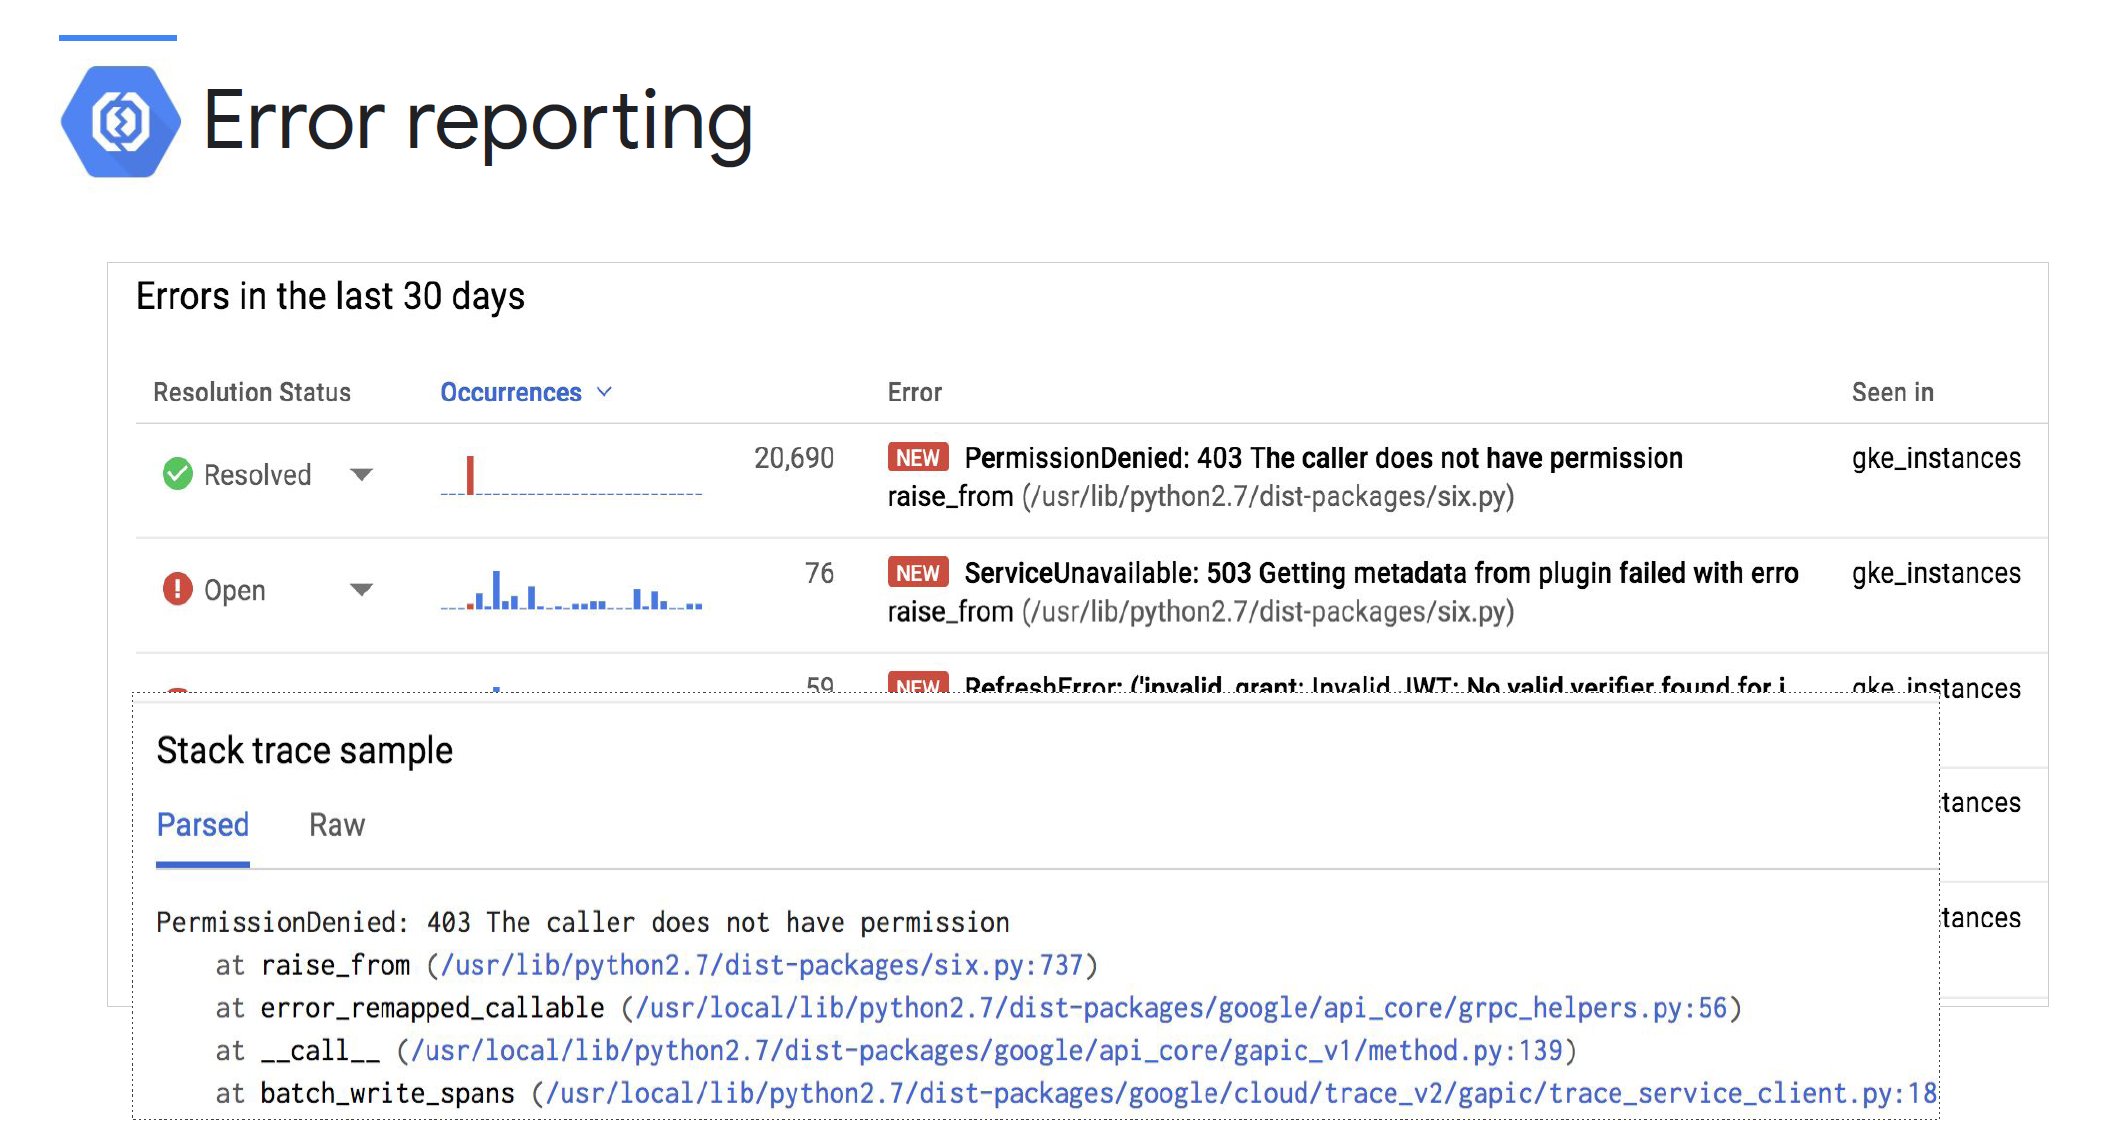 Error reporting
Errors in the last 30 days
Resolution Status Occurrences Error Seen in
Resolved 20,690 NEW PermissionDenied: 403 The caller does not have permission gke_instances
raise_from (/usr/lib/python2.7/dist-packages/six.py)
Open 76 NEW ServiceUnavailable: 503 Getting metadata from plugin failed with erro gke_instances
raise_from (/usr/lib/python2.7/dist-packages/six.py)
59 NEW RefreshError: ('invalid_grant: Invalid JWT: No valid verifier found for i... gke_instances
tances
tances
Stack trace sample
Parsed Raw
PermissionDenied: 403 The caller does not have permission
at raise_from (/usr/lib/python2.7/dist-packages/six.py:737)
at error_remapped_callable (/usr/local/lib/python2.7/dist-packages/google/api_core/grpc_helpers.py:56)
at __call__ (/usr/local/lib/python2.7/dist-packages/google/api_core/gapic_v1/method.py:139)
at batch_write_spans (/usr/local/lib/python2.7/dist-packages/google/cloud/trace_v2/gapic/trace_service_client.py:18